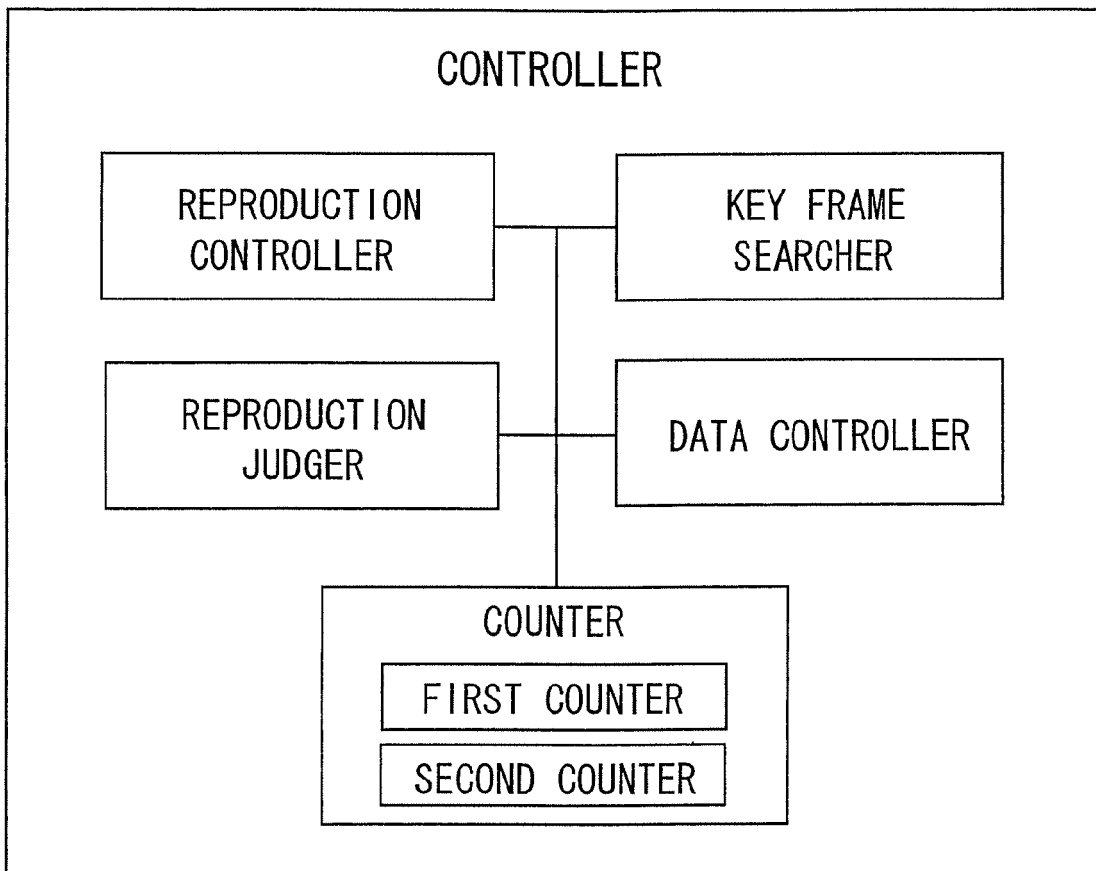 CONTROLLER
REPRODUCTION
CONTROLLER
KEY FRAME
SEARCHER
REPRODUCTION
JUDGER
DATA CONTROLLER
COUNTER
FIRST COUNTER
SECOND COUNTER